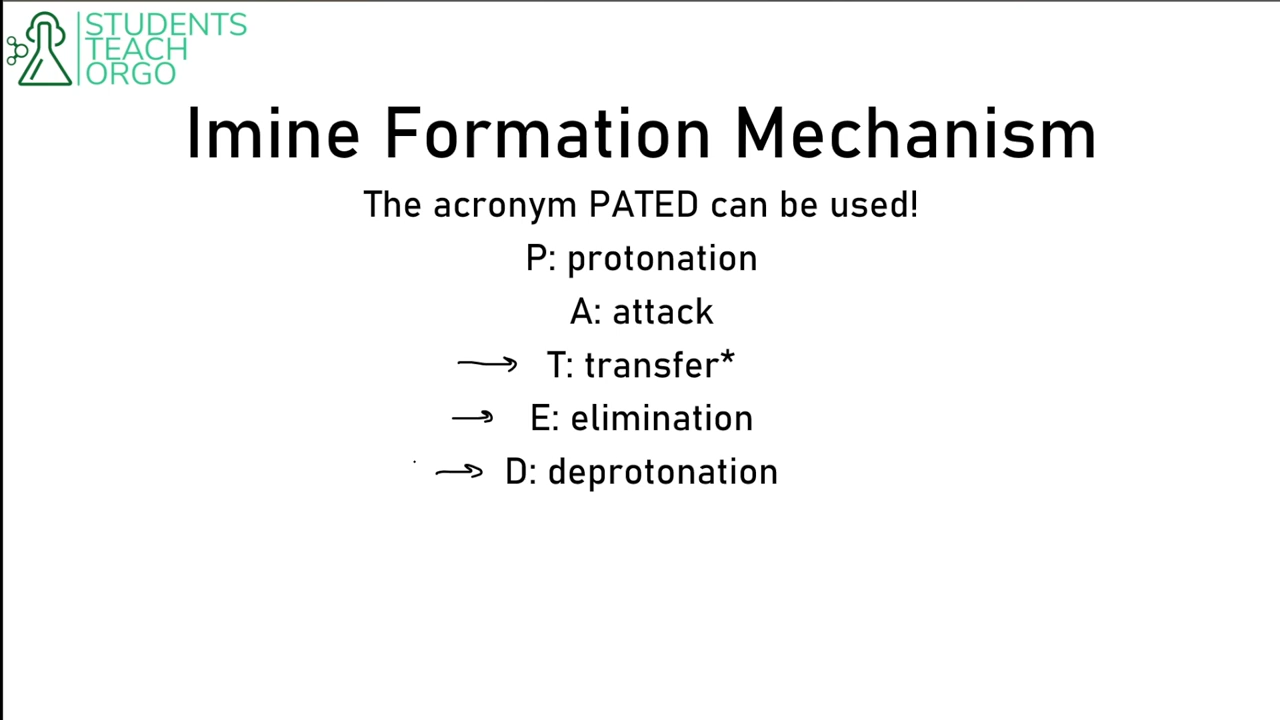 STUDENTS
TEACH
ORGO
Imine Formation Mechanism
The acronym PATED can be used!
P: protonation
A: attack
T: transfer*
E: elimination
D: deprotonation